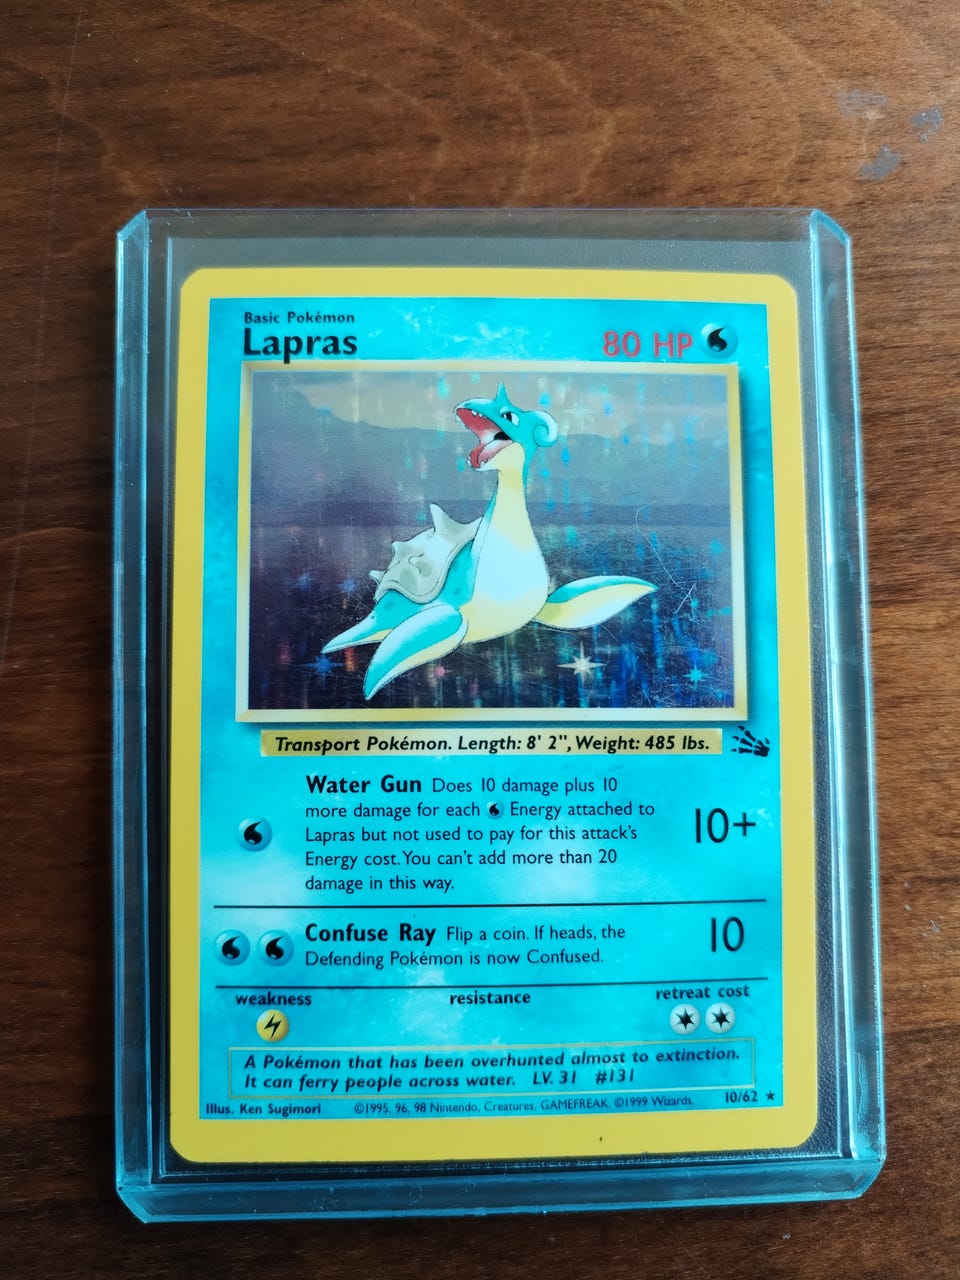 Basic Pokémon
Lapras 80 HP
Transport Pokémon. Length: 8' 2", Weight: 485 lbs.
Water Gun Does 10 damage plus 10
more damage for each Energy attached to
Lapras but not used to pay for this attack's
Energy cost. You can't add more than 20
damage in this way.
10+
Confuse Ray Flip a coin. If heads, the
Defending Pokémon is now Confused.
10
weakness resistance retreat cost
A Pokémon that has been overhunted almost to extinction.
It can ferry people across water. LV. 31 #131
Illus. Ken Sugimori ©1995, 96, 98 Nintendo, Creatures, GAMEFREAK. ©1999 Wizards. 10/62 ★